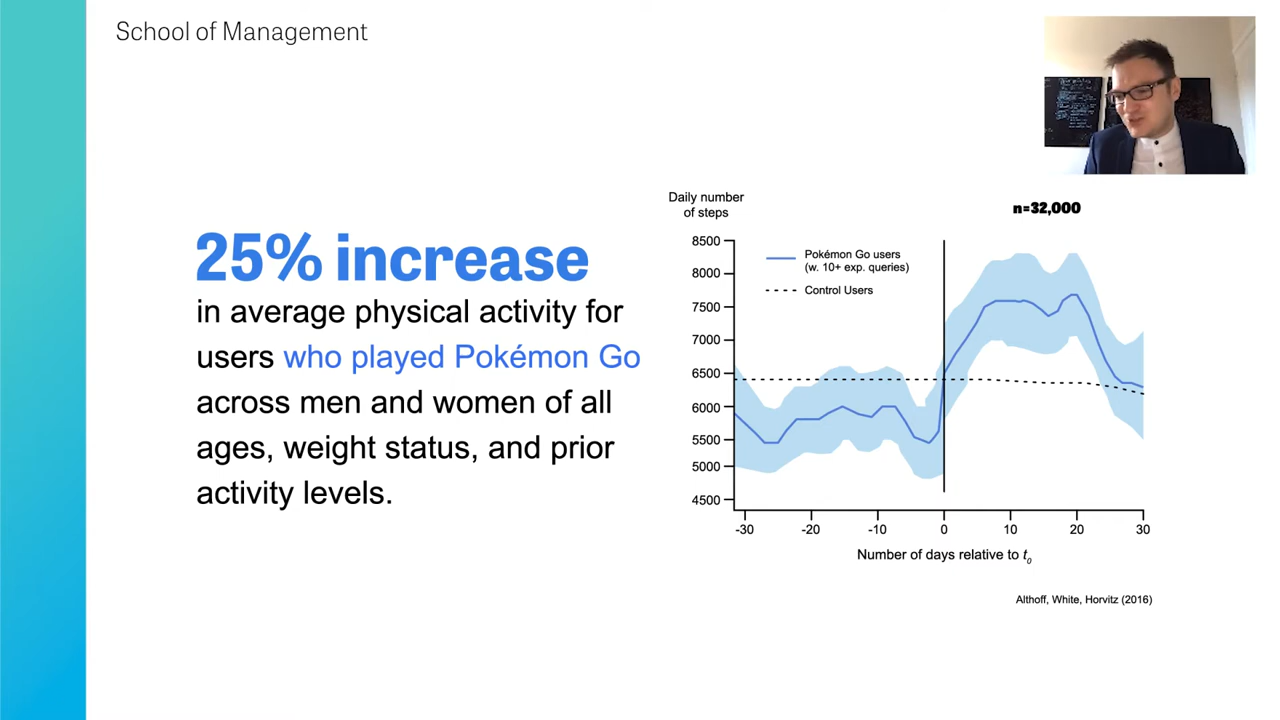 School of Management
25% increase
in average physical activity for
users who played Pokémon Go
across men and women of all
ages, weight status, and prior
activity levels.
Daily number
of steps
n=32,000
Pokémon Go users
(w. 10+ exp. queries)
Control Users
8500
8000
7500
7000
6500
6000
5500
5000
4500
-30 -20 -10 0 10 20 30
Number of days relative to t0
Althoff, White, Horvitz (2016)